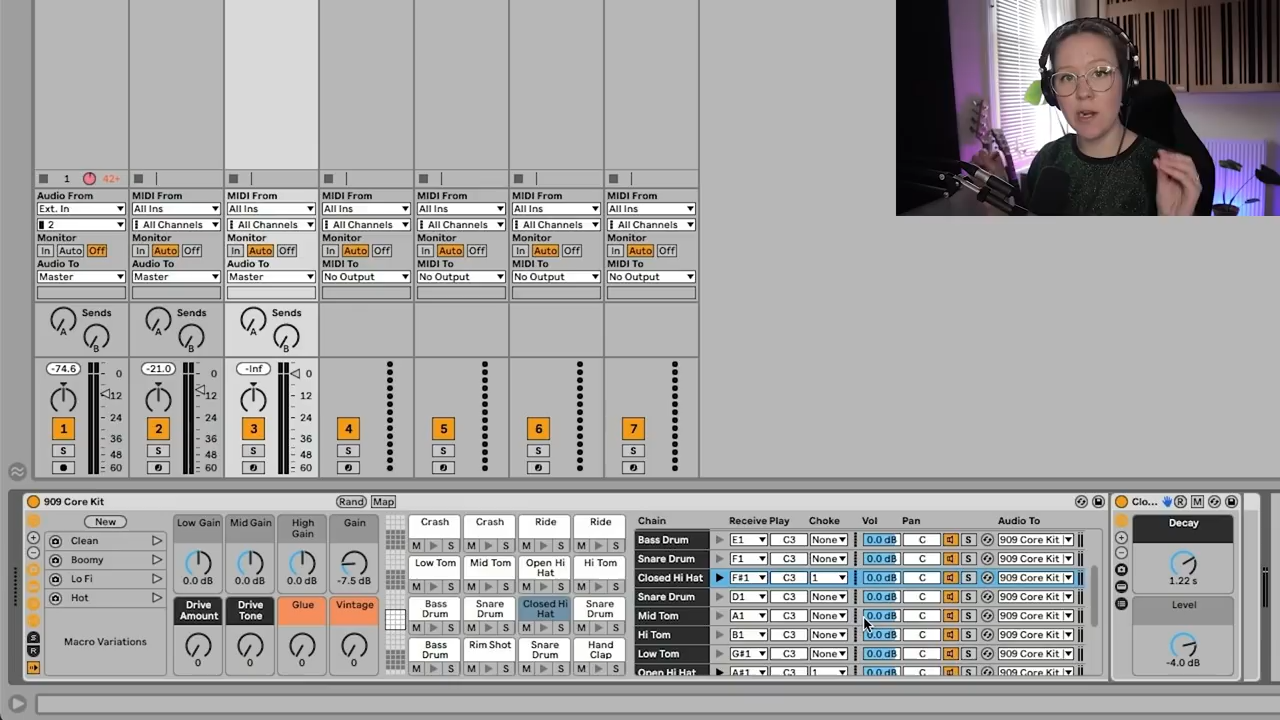 1 42+
Audio From MIDI From MIDI From MIDI From MIDI From MIDI From MIDI From
Ext. In All Ins All Ins All Ins All Ins All Ins All Ins
2 All Channels All Channels All Channels All Channels All Channels All Channels
Monitor Monitor Monitor Monitor Monitor Monitor Monitor
In Auto Off In Auto Off In Auto Off In Auto Off In Auto Off In Auto Off In Auto Off
Audio To Audio To Audio To MIDI To MIDI To MIDI To MIDI To
Master Master Master No Output No Output No Output No Output
Sends Sends Sends
A A A
B B B
-74.6 0 -21.0 0 -Inf 0
12 12 12
24 24 24
1 2 3 4 5 6 7
36 36 36
S S S S S S S
48 48 48
60 60 60
909 Core Kit Rand Map Clo... R M
New Low Gain Mid Gain High Gain Gain Crash Crash Ride Ride Chain Receive Play Choke Vol Pan Audio To Decay
Clean M S M S M S M S Bass Drum E1 C3 None 0.0 dB C S 909 Core Kit
Boomy Low Tom Mid Tom Open Hi Hat Hi Tom Snare Drum F1 C3 None 0.0 dB C S 909 Core Kit
Lo Fi 0.0 dB 0.0 dB 0.0 dB -7.5 dB M S M S M S M S Closed Hi Hat F#1 C3 1 0.0 dB C S 909 Core Kit 1.22 s
Hot Drive Amount Drive Tone Glue Vintage Bass Drum Snare Drum Closed Hi Hat Snare Drum Snare Drum D1 C3 None 0.0 dB C S 909 Core Kit Level
M S M S M S M S Mid Tom A1 C3 None 0.0 dB C S 909 Core Kit
Macro Variations Bass Drum Rim Shot Snare Drum Hand Clap Hi Tom B1 C3 None 0.0 dB C S 909 Core Kit
S 0 0 0 0 Low Tom G#1 C3 None 0.0 dB C S 909 Core Kit -4.0 dB
R M S M S M S M S Open Hi Hat A#1 C3 1 0.0 dB C S 909 Core Kit